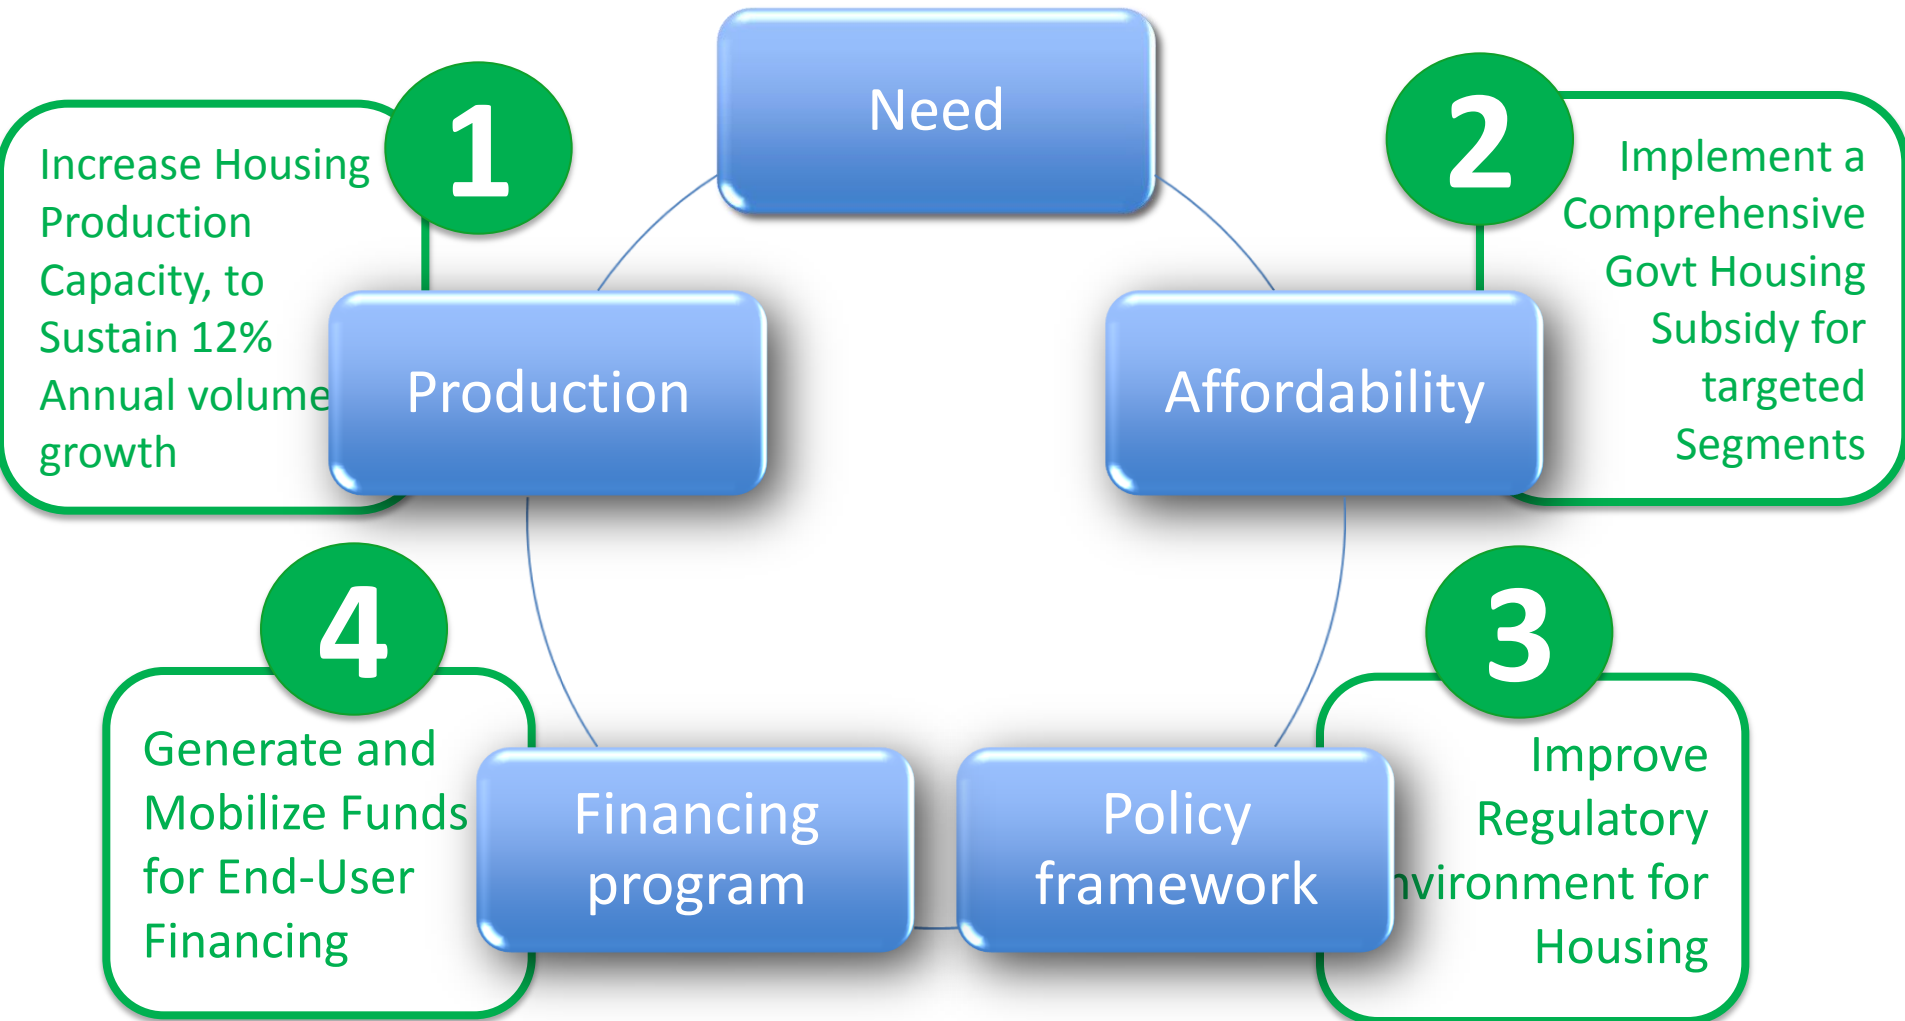 Need
1
Increase Housing
Production
Capacity, to
Sustain 12%
Annual volume
growth
Production
2
Implement a
Comprehensive
Govt Housing
Subsidy for
targeted
Segments
Affordability
4
Generate and
Mobilize Funds
for End-User
Financing
Financing
program
Policy
framework
3
Improve
Regulatory
nvironment for
Housing